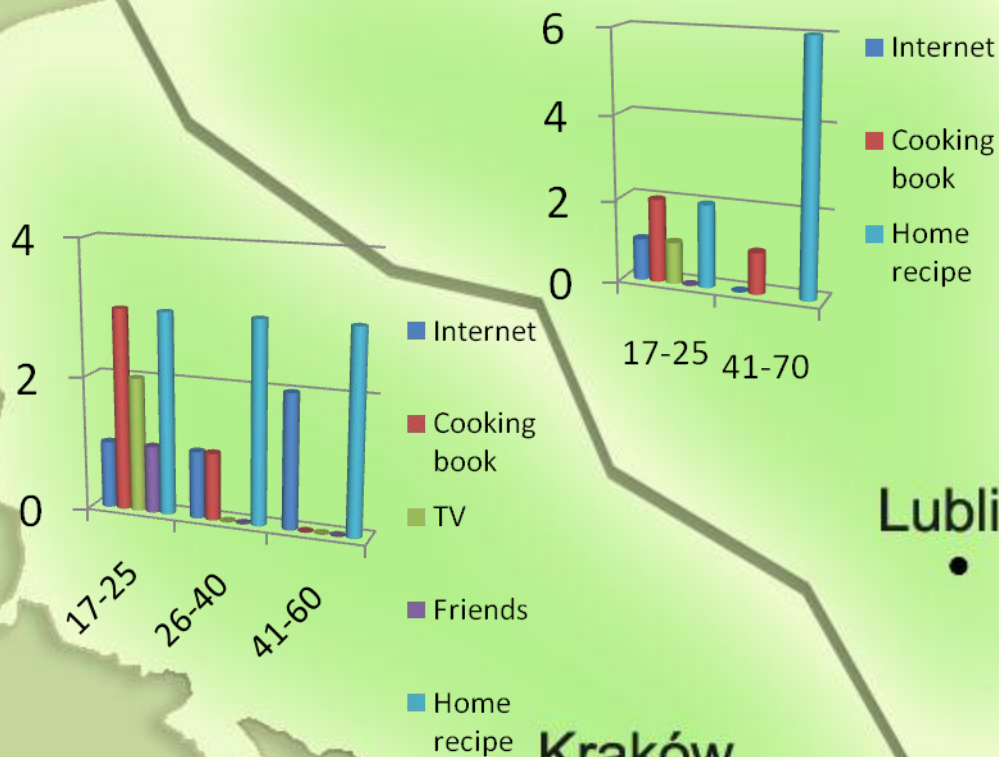 6
4
2
0
17-25
41-70
Internet
Cooking
book
Home
recipe
4
2
0
17-25
26-40
41-60
Internet
Cooking
book
TV
Friends
Home
recipe
Lubli
Kraków